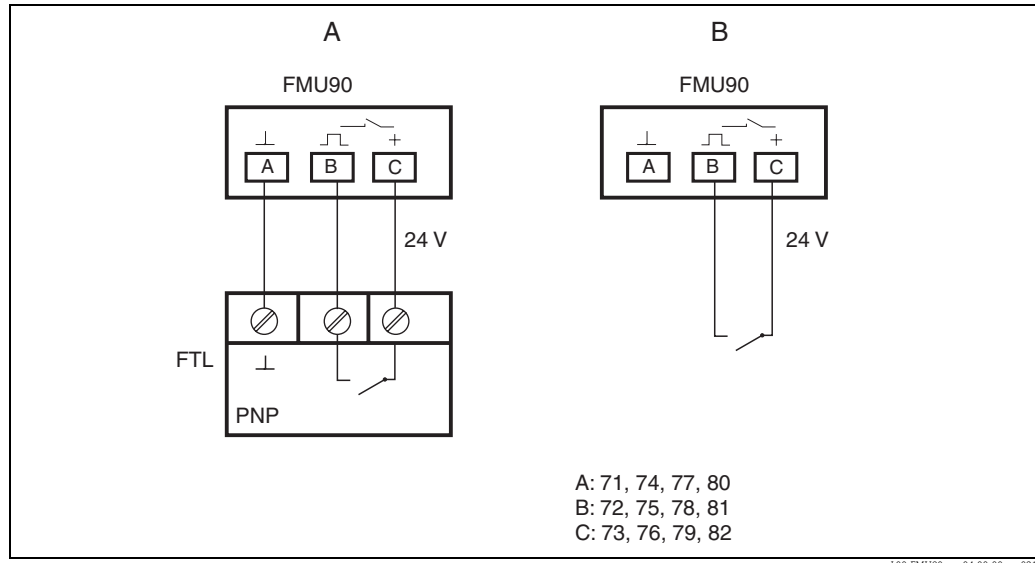 A B
FMU90 FMU90
⊥ +
A B C
⊥ +
A B C
24 V 24 V
FTL
⊥
PNP
A: 71, 74, 77, 80
B: 72, 75, 78, 81
C: 73, 76, 79, 82